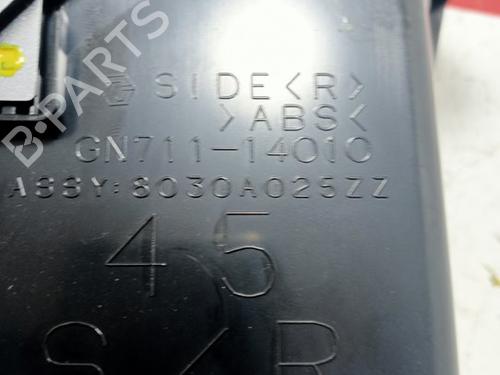 SIDE<R>
>ABS<
GN711-14010
ASSY:8030A025ZZ
45
S<R
B-PARTS